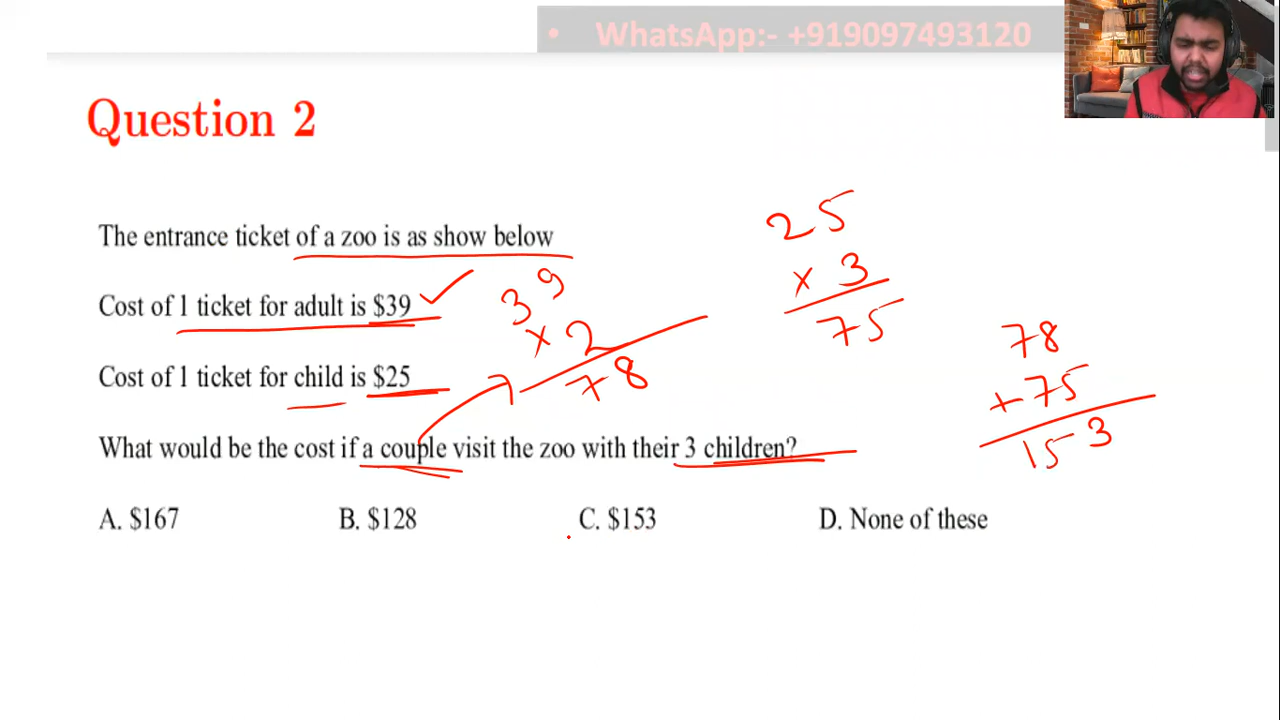 • WhatsApp:- +919097493120
Question 2
The entrance ticket of a zoo is as show below
Cost of 1 ticket for adult is $39
Cost of 1 ticket for child is $25
What would be the cost if a couple visit the zoo with their 3 children?
A. $167 B. $128 C. $153 D. None of these
39
× 2
78
25
× 3
75
78
+ 75
153